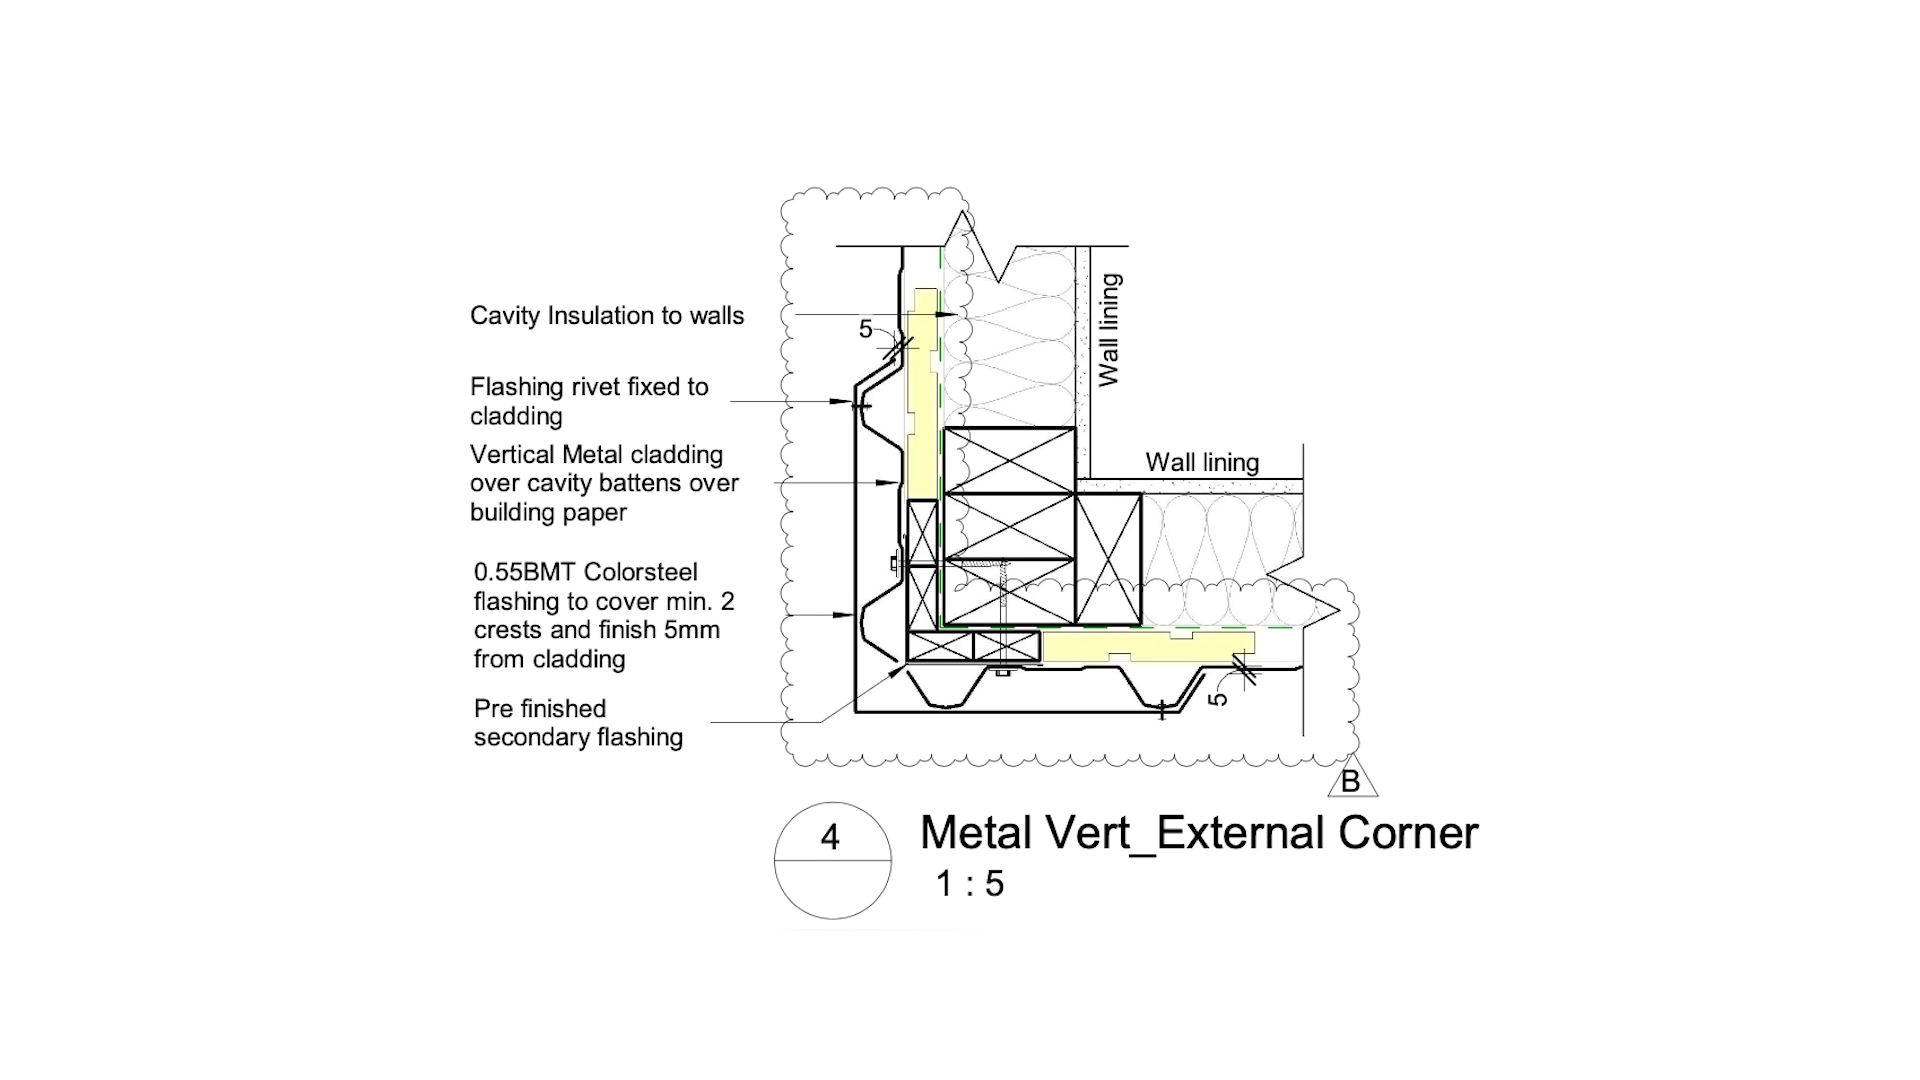 Cavity Insulation to walls
5
Flashing rivet fixed to
cladding
Vertical Metal cladding
over cavity battens over
building paper
0.55BMT Colorsteel
flashing to cover min. 2
crests and finish 5mm
from cladding
Pre finished
secondary flashing
Wall lining
Wall lining
5
B
4
Metal Vert_External Corner
1 : 5